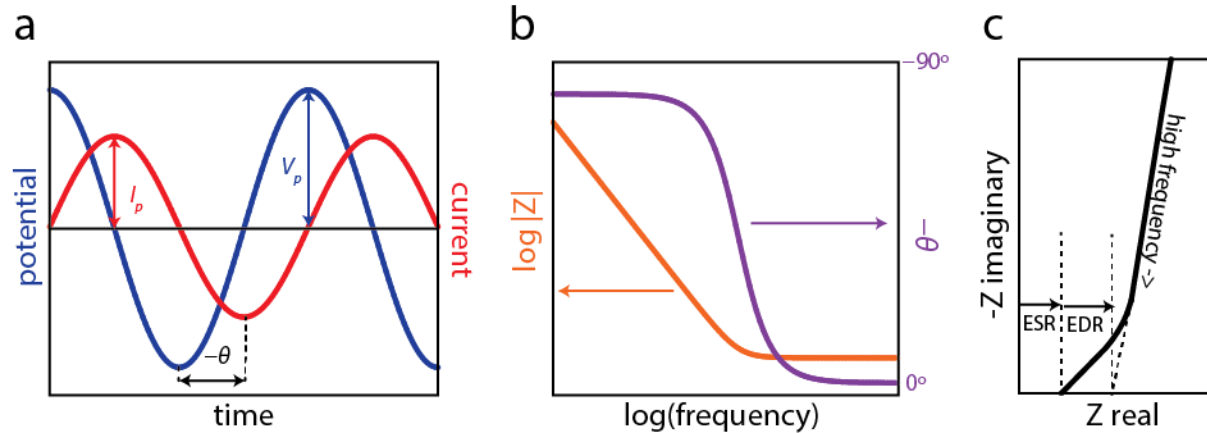 a
potential
I_p
V_p
current
−θ
time
b
log |Z|
−90°
-θ
0°
log(frequency)
c
-Z imaginary
high frequency ->
ESR
EDR
Z real